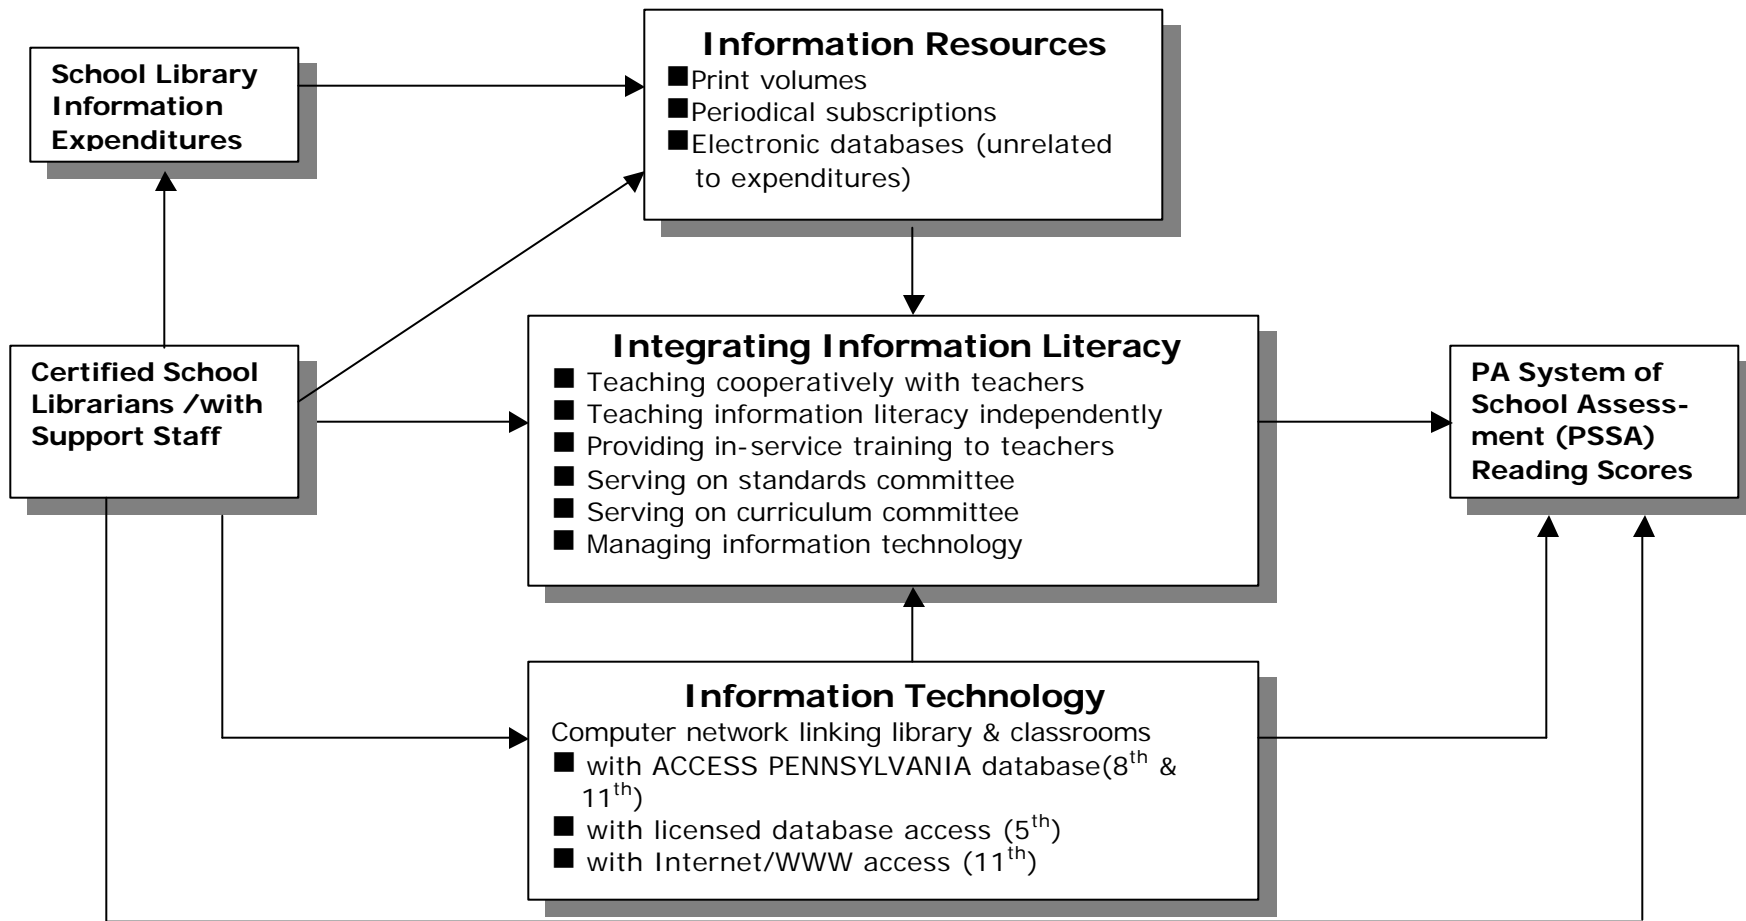 School Library
Information
Expenditures
Information Resources
■Print volumes
■Periodical subscriptions
■Electronic databases (unrelated
to expenditures)
Certified School
Librarians /with
Support Staff
Integrating Information Literacy
■ Teaching cooperatively with teachers
■ Teaching information literacy independently
■ Providing in-service training to teachers
■ Serving on standards committee
■ Serving on curriculum committee
■ Managing information technology
PA System of
School Assess-
ment (PSSA)
Reading Scores
Information Technology
Computer network linking library & classrooms
■ with ACCESS PENNSYLVANIA database(8th &
11th)
■ with licensed database access (5th)
■ with Internet/WWW access (11th)